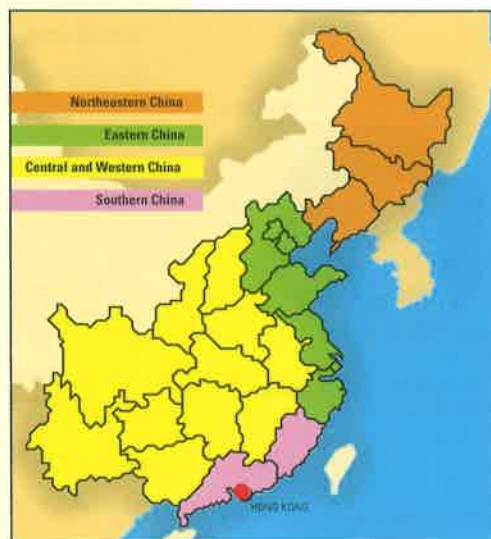 Northeastern China
Eastern China
Central and Western China
Southern China
HONG KONG